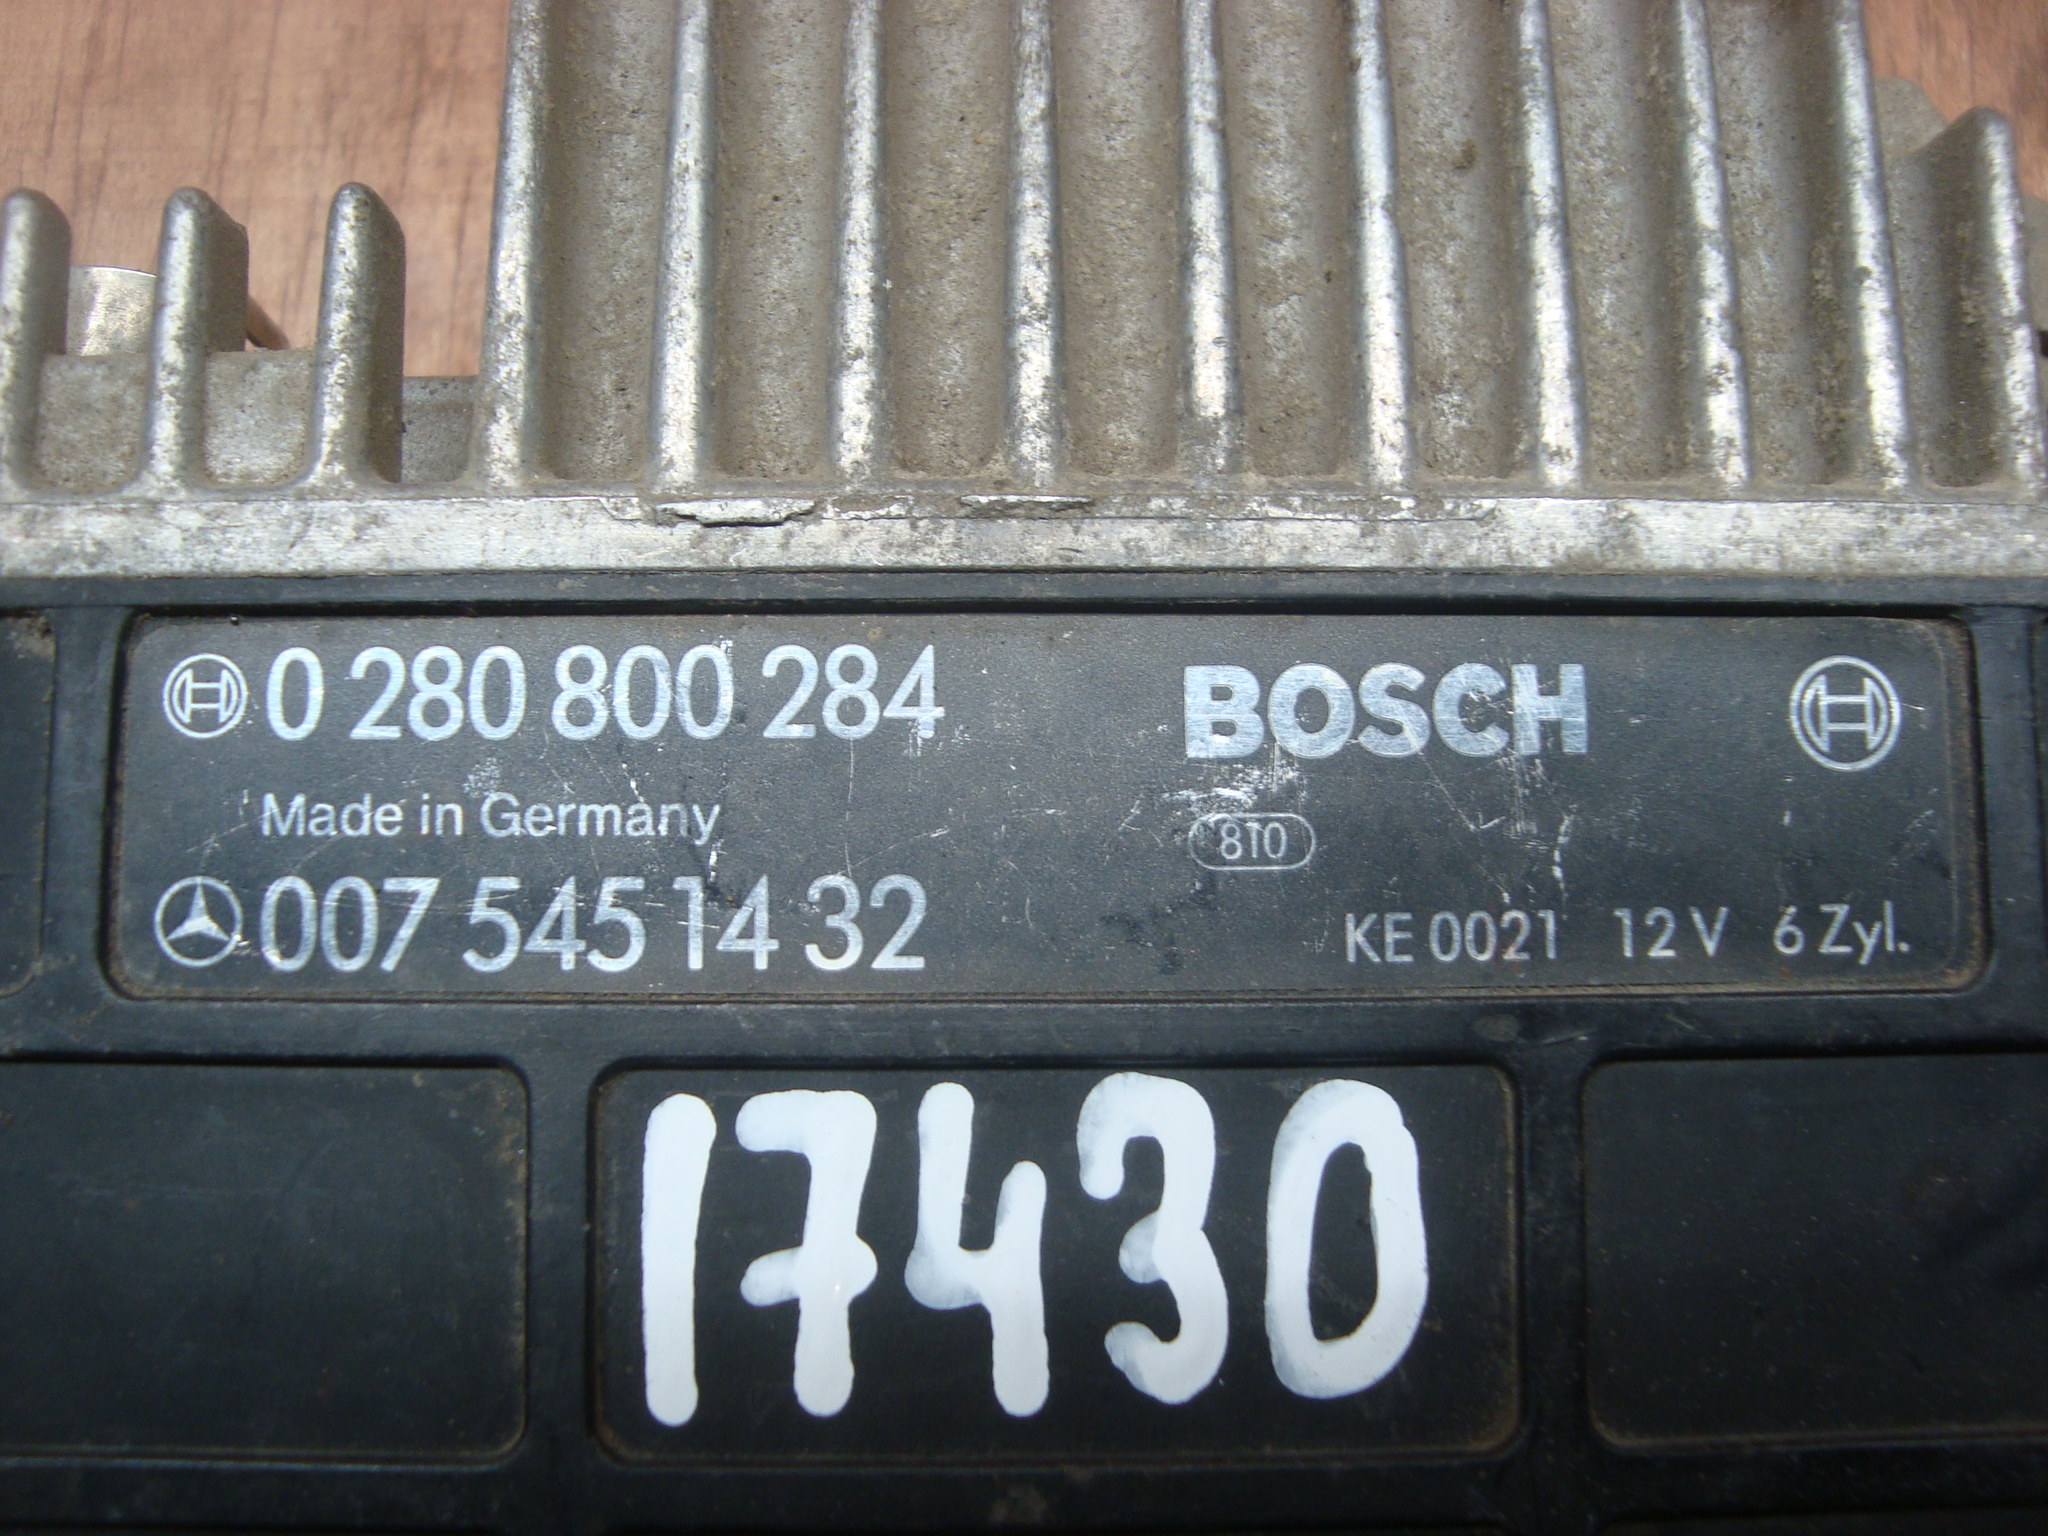 0 280 800 284
BOSCH
Made in Germany
810
007 545 14 32
KE 0021 12 V 6 Zyl.
17430